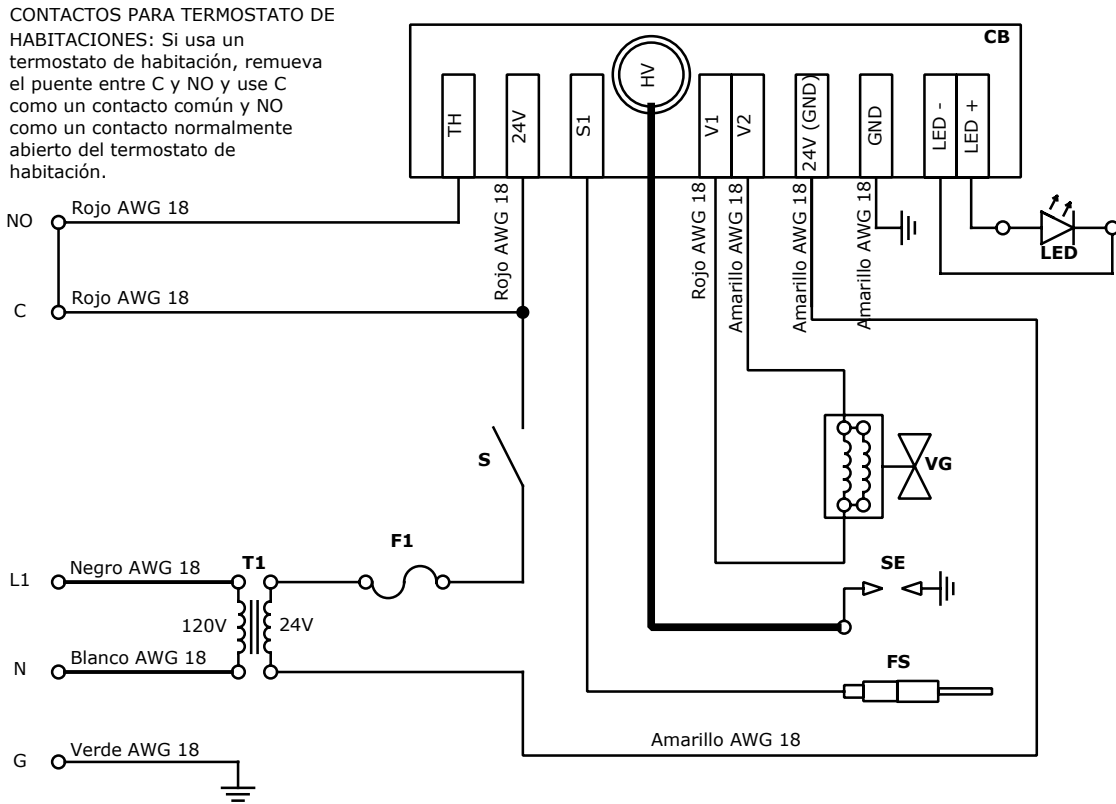 CONTACTOS PARA TERMOSTATO DE
HABITACIONES: Si usa un
termostato de habitación, remueva
el puente entre C y NO y use C
como un contacto común y NO
como un contacto normalmente
abierto del termostato de
habitación.
CB
TH
24V
S1
HV
V1
V2
24V (GND)
GND
LED -
LED +
NO
Rojo AWG 18
Rojo AWG 18
Rojo AWG 18
Amarillo AWG 18
Amarillo AWG 18
Amarillo AWG 18
LED
C
Rojo AWG 18
S
VG
L1
Negro AWG 18
T1
F1
SE
120V
24V
N
Blanco AWG 18
FS
G
Verde AWG 18
Amarillo AWG 18